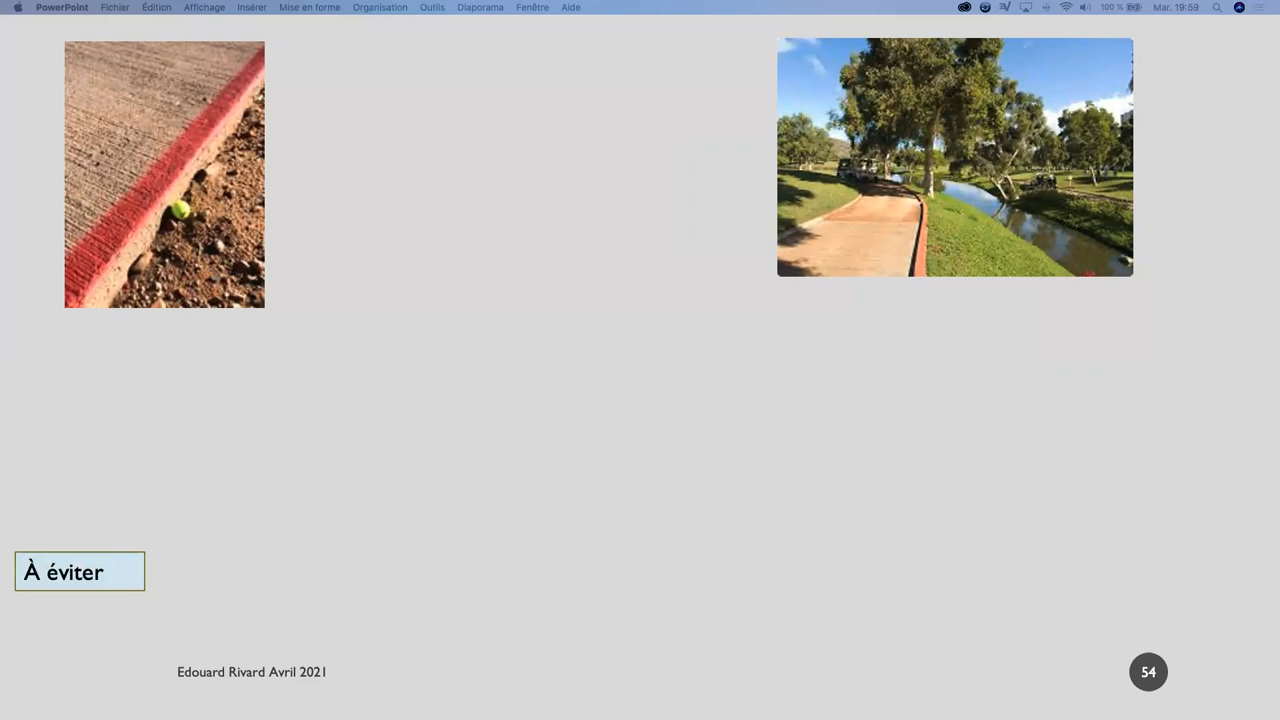 PowerPoint Fichier Édition Affichage Insérer Mise en forme Organisation Outils Diaporama Fenêtre Aide 100 % Mar. 19:59
À éviter
Edouard Rivard Avril 2021
54